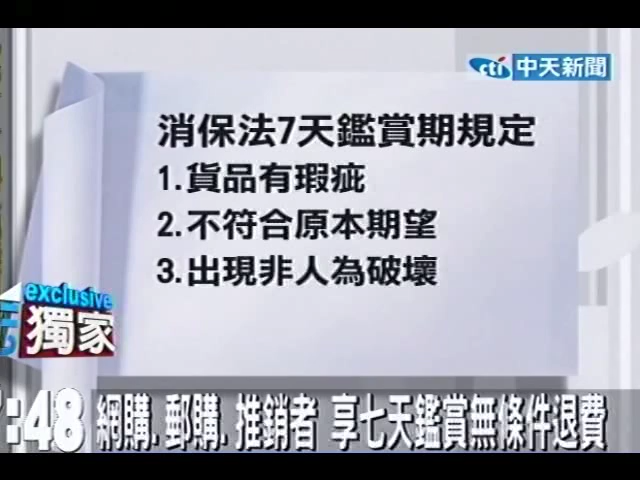 cti 中天新聞
消保法7天鑑賞期規定
1.貨品有瑕疵
2.不符合原本期望
3.出現非人為破壞
exclusive
獨家
:48
網購.郵購.推銷者 享七天鑑賞無條件退費